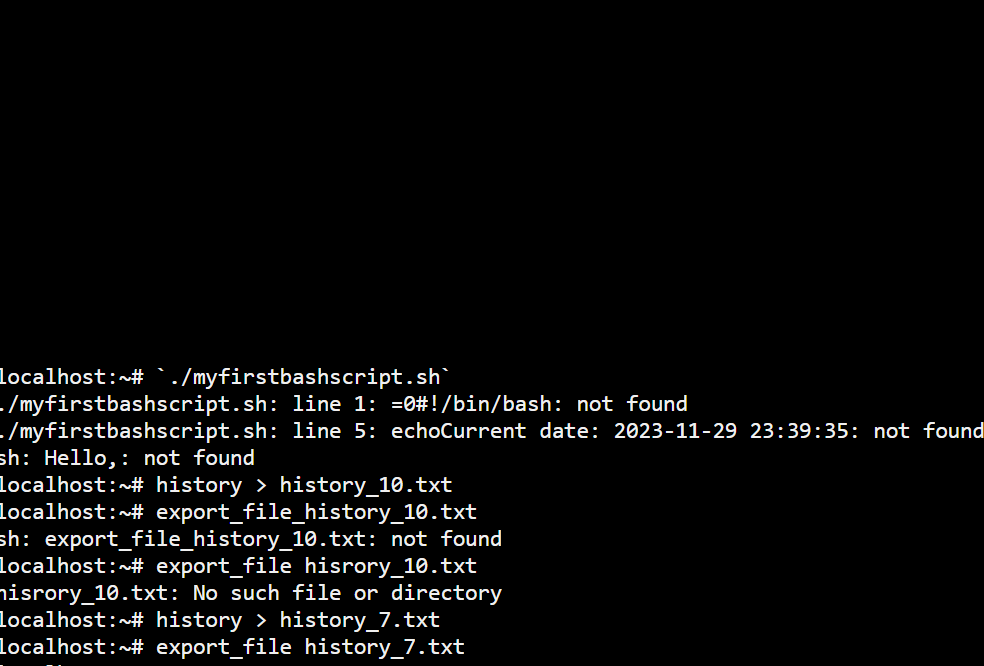 localhost:~# `./myfirstbashscript.sh`
./myfirstbashscript.sh: line 1: =0#!/bin/bash: not found
./myfirstbashscript.sh: line 5: echoCurrent date: 2023-11-29 23:39:35: not found
sh: Hello,: not found
localhost:~# history > history_10.txt
localhost:~# export_file_history_10.txt
sh: export_file_history_10.txt: not found
localhost:~# export_file hisrory_10.txt
hisrory_10.txt: No such file or directory
localhost:~# history > history_7.txt
localhost:~# export_file history_7.txt